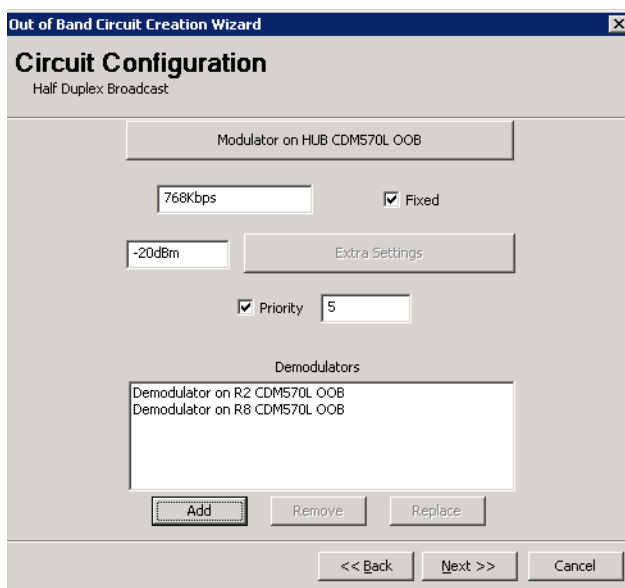 Out of Band Circuit Creation Wizard
Circuit Configuration
Half Duplex Broadcast
Modulator on HUB CDM570L OOB
768Kbps
Fixed
-20dBm
Extra Settings
Priority
5
Demodulators
Demodulator on R2 CDM570L OOB
Demodulator on R8 CDM570L OOB
Add
Remove
Replace
<< Back
Next >>
Cancel